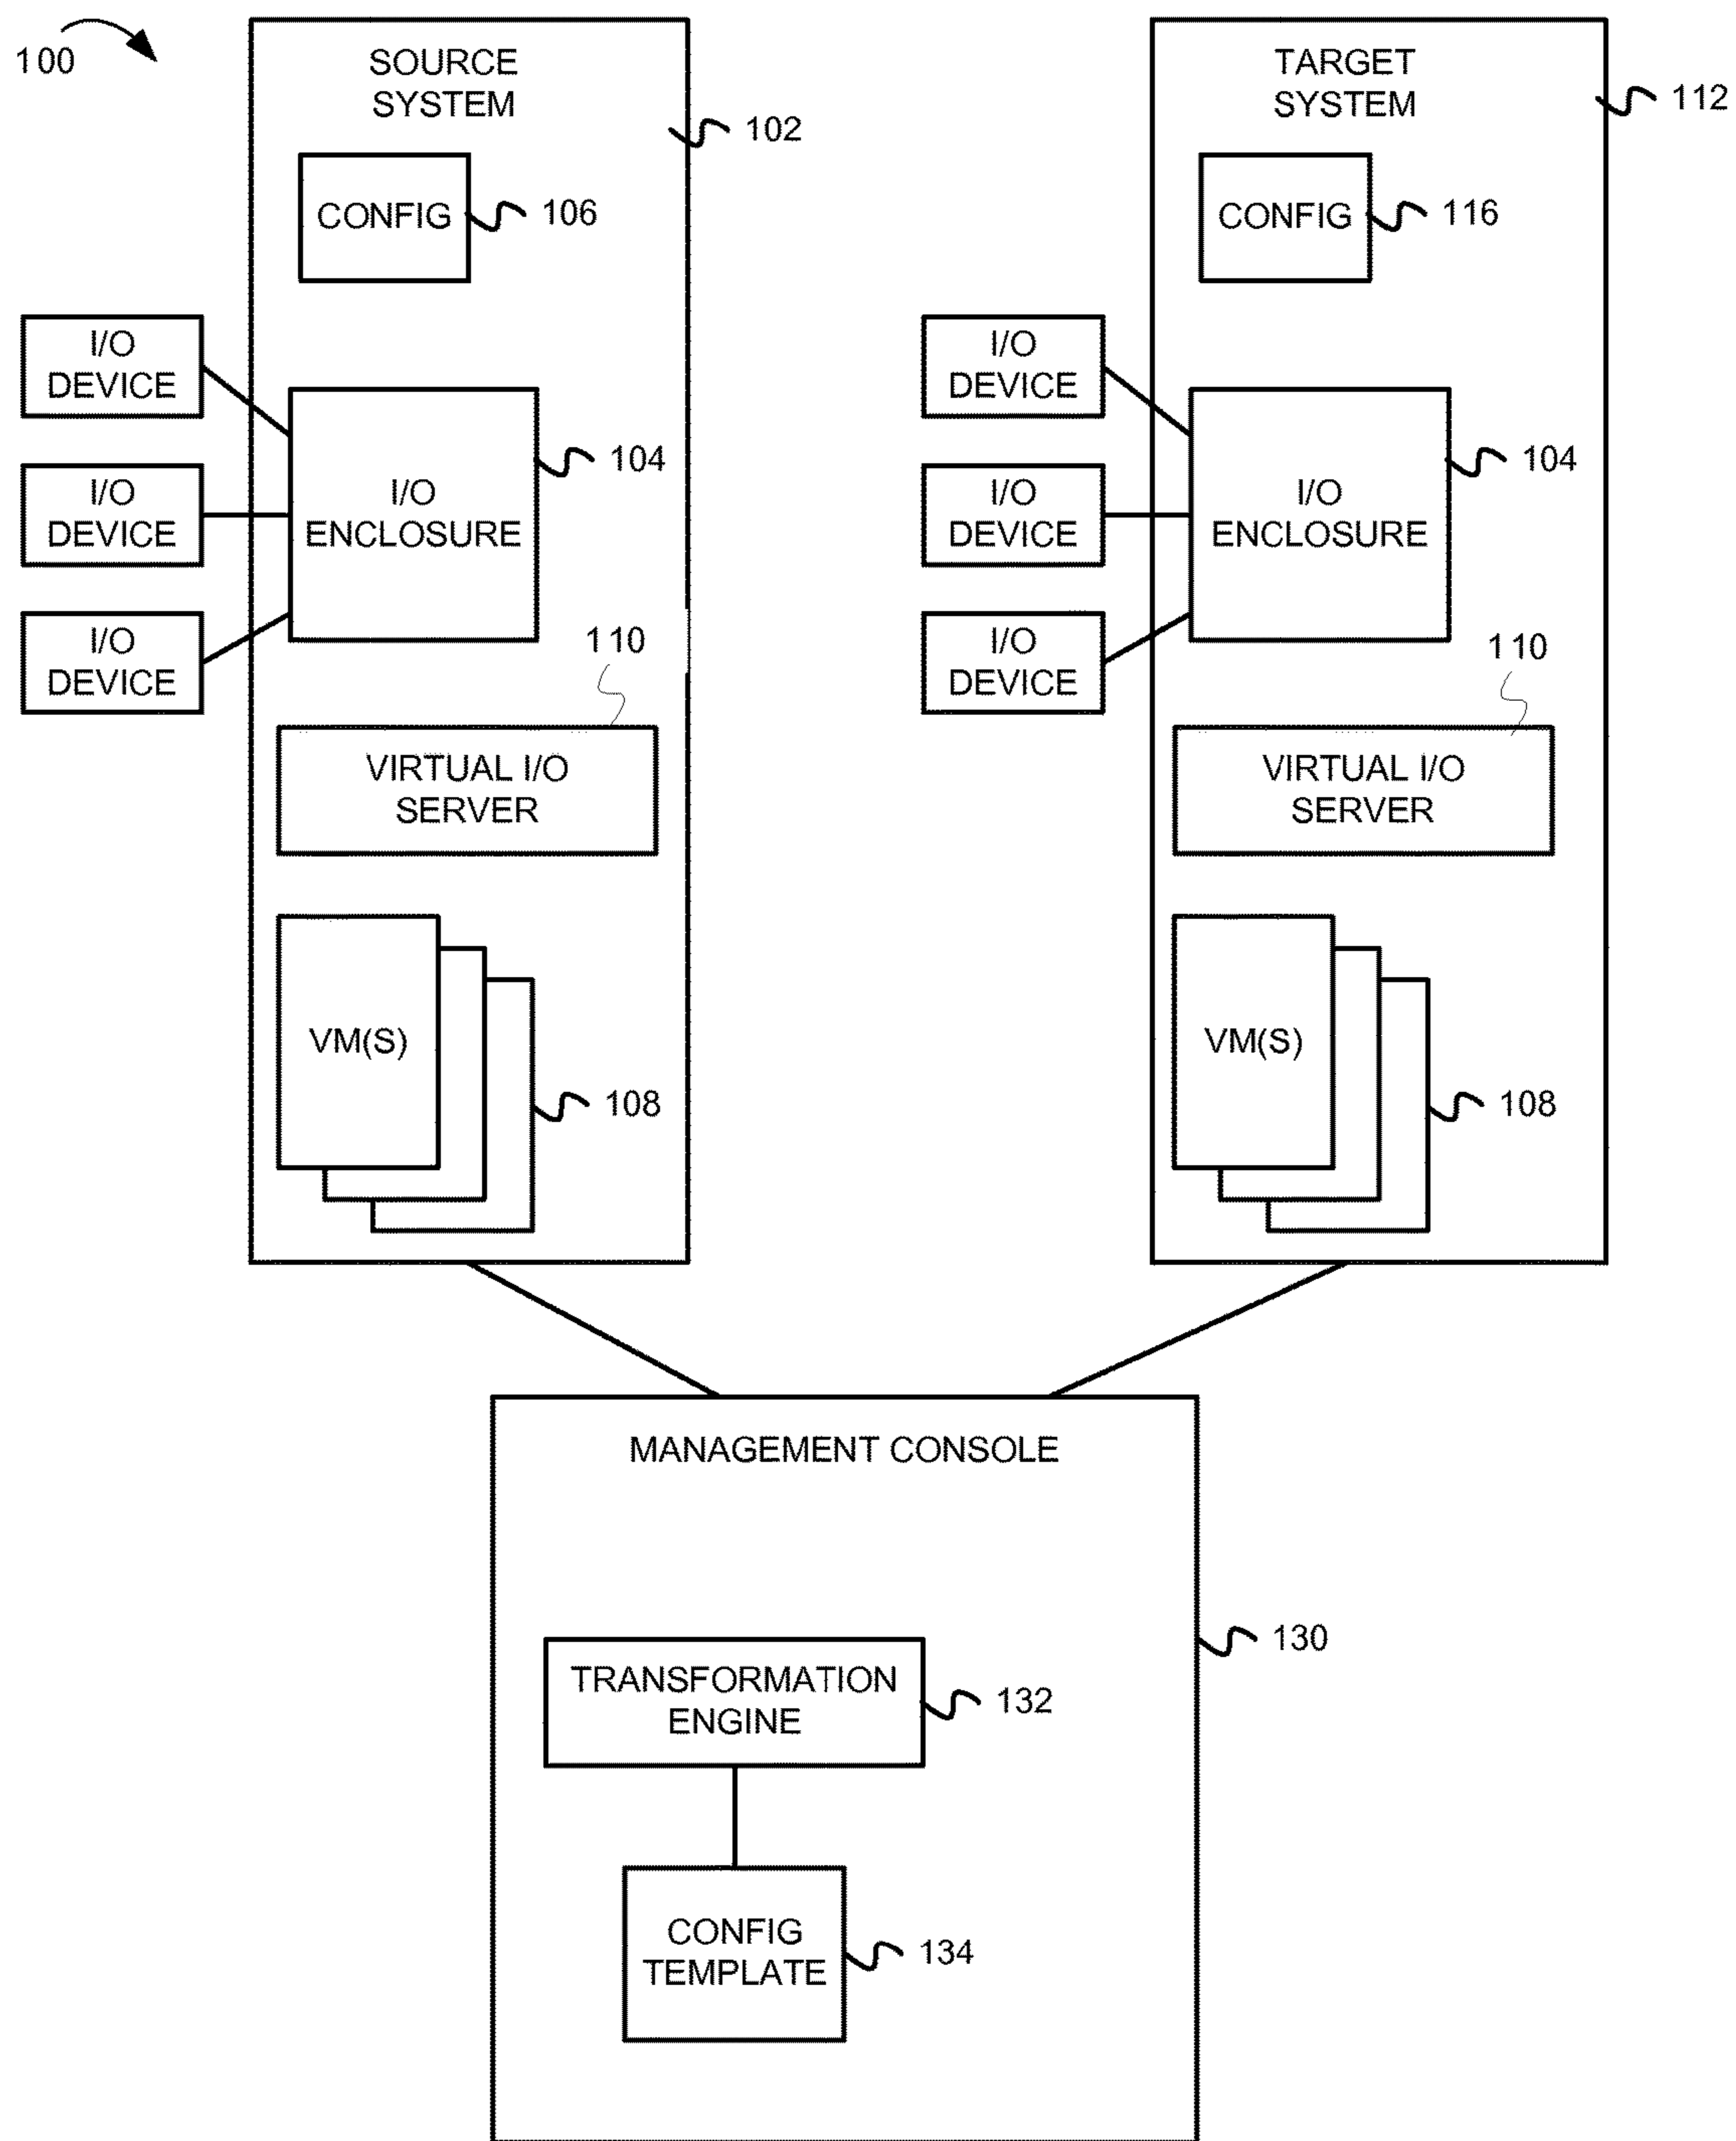 100
SOURCE
SYSTEM
102
CONFIG
106
I/O
DEVICE
I/O
DEVICE
I/O
DEVICE
I/O
ENCLOSURE
104
110
VIRTUAL I/O
SERVER
VM(S)
108
TARGET
SYSTEM
112
CONFIG
116
I/O
DEVICE
I/O
DEVICE
I/O
DEVICE
I/O
ENCLOSURE
104
110
VIRTUAL I/O
SERVER
VM(S)
108
MANAGEMENT CONSOLE
130
TRANSFORMATION
ENGINE
132
CONFIG
TEMPLATE
134